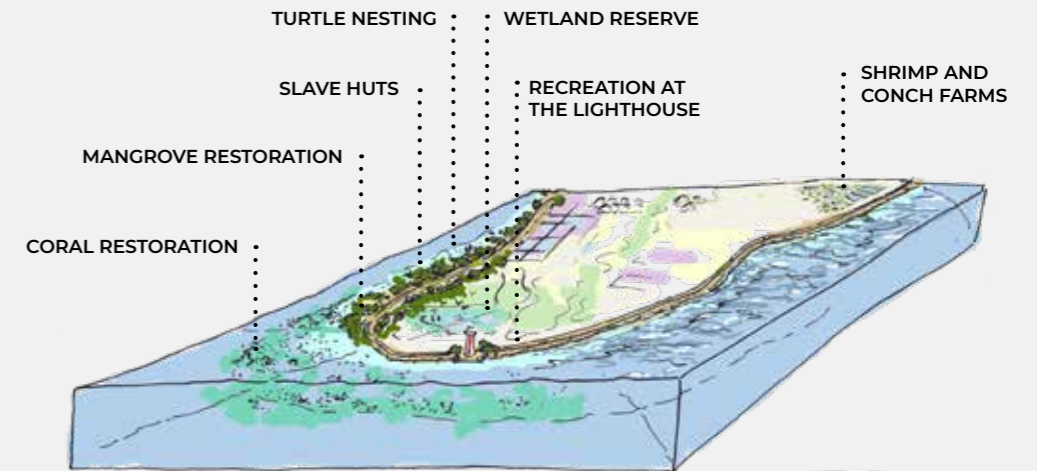 TURTLE NESTING
WETLAND RESERVE
SLAVE HUTS
RECREATION AT
THE LIGHTHOUSE
SHRIMP AND
CONCH FARMS
MANGROVE RESTORATION
CORAL RESTORATION